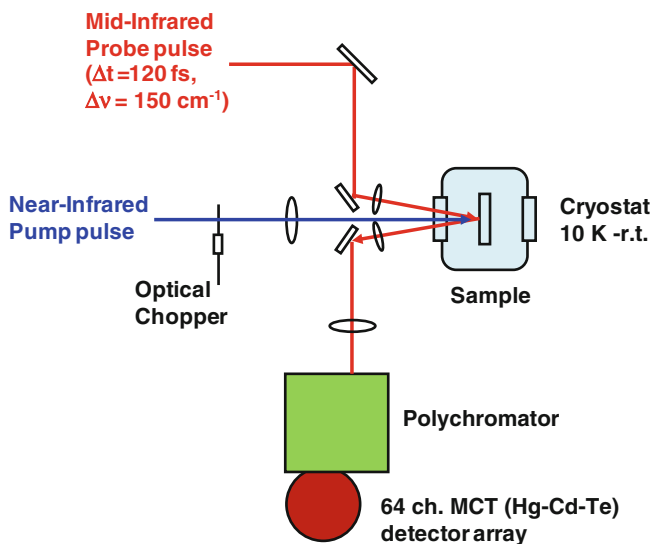 Mid-Infrared
Probe pulse
(Δt =120 fs,
Δν = 150 cm⁻¹)
Near-Infrared
Pump pulse
Optical
Chopper
Cryostat
10 K -r.t.
Sample
Polychromator
64 ch. MCT (Hg-Cd-Te)
detector array